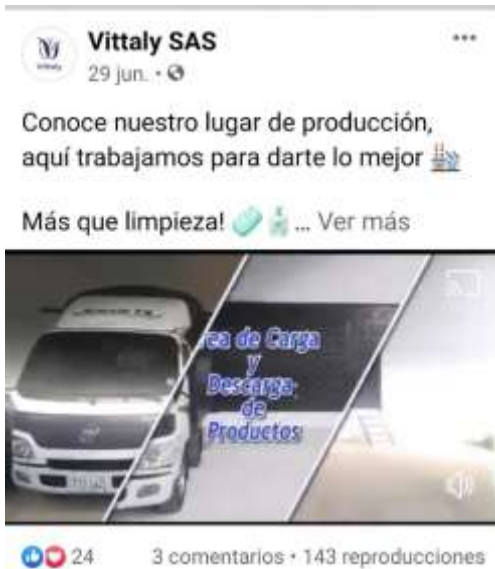 Vittaly SAS
29 jun.
Conoce nuestro lugar de producción,
aquí trabajamos para darte lo mejor
Más que limpieza! ... Ver más
rea de Carga
y
Descarga
de
Productos
24 3 comentarios • 143 reproducciones